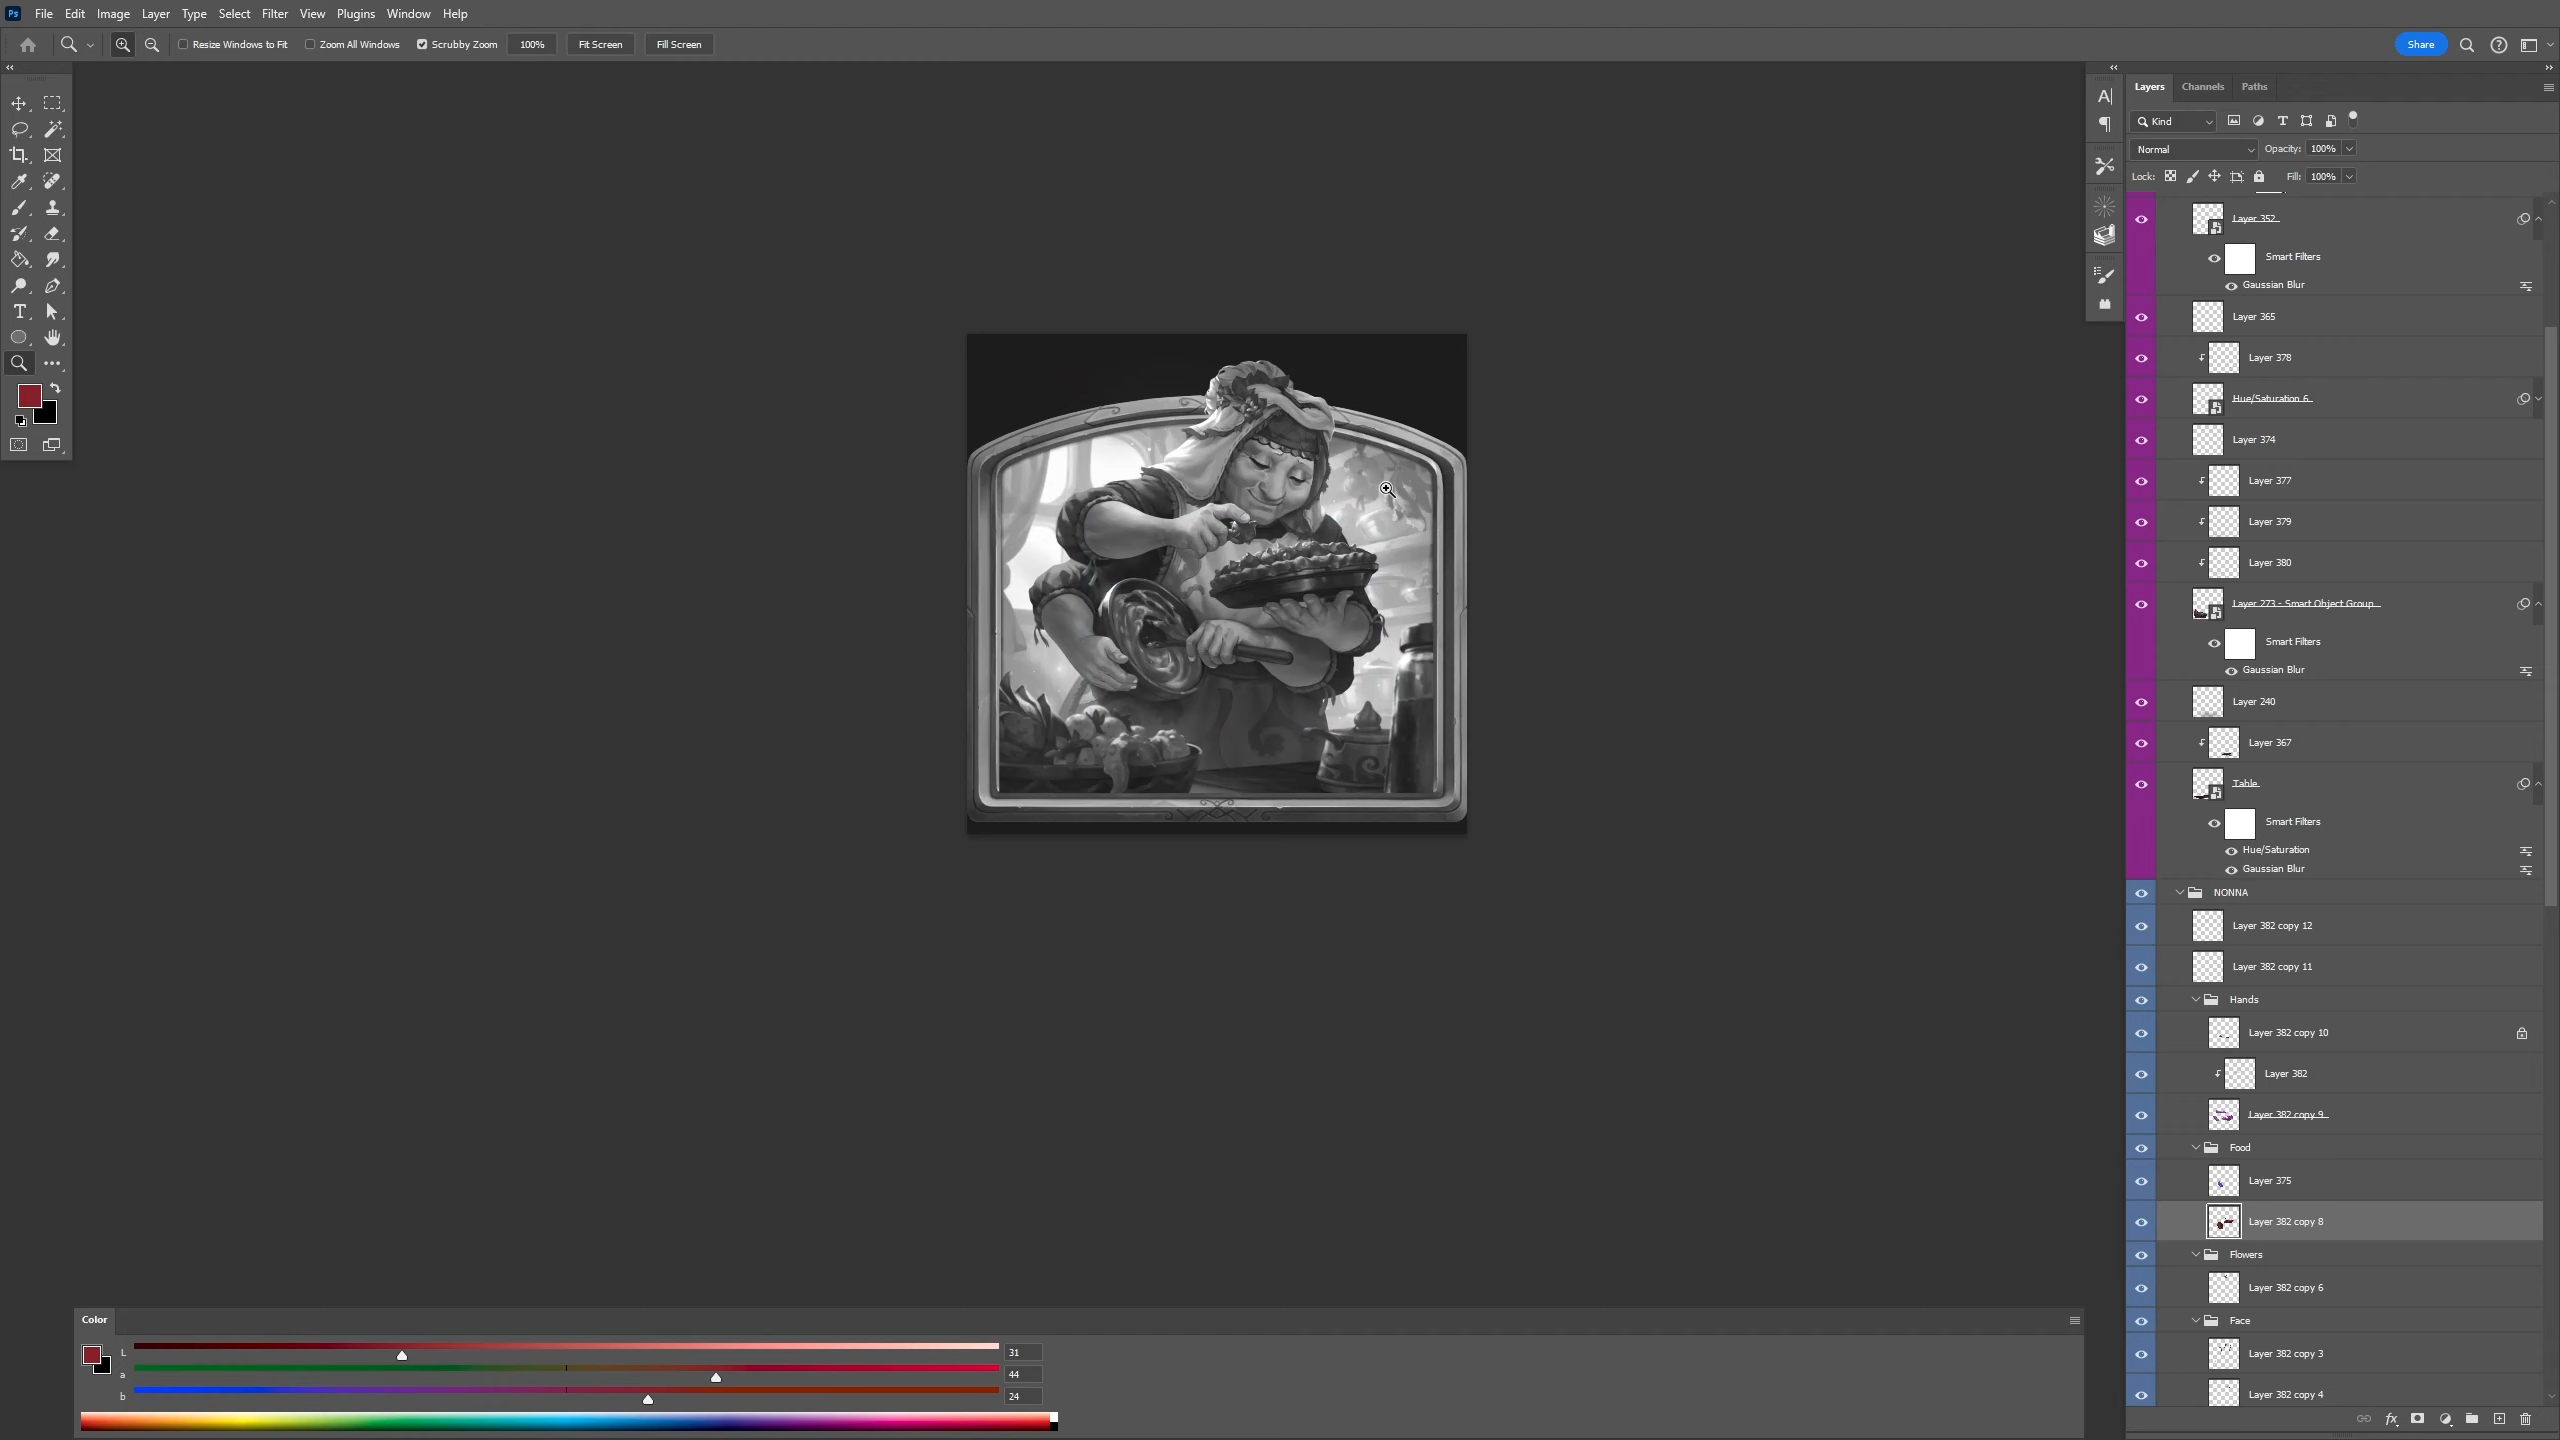 Ps File Edit Image Layer Type Select Filter View Plugins Window Help
Resize Windows to Fit Zoom All Windows Scrubby Zoom 100% Fit Screen Fill Screen Share
Layers Channels Paths
Kind
Normal Opacity: 100%
Lock: Fill: 100%
Layer 352
Smart Filters
Gaussian Blur
Layer 365
Layer 378
Hue/Saturation 6
Layer 374
Layer 377
Layer 379
Layer 380
Layer 273 - Smart Object Group
Smart Filters
Gaussian Blur
Layer 240
Layer 367
Table
Smart Filters
Hue/Saturation
Gaussian Blur
NONNA
Layer 382 copy 12
Layer 382 copy 11
Hands
Layer 382 copy 10
Layer 382
Layer 382 copy 9
Food
Layer 375
Layer 382 copy 8
Flowers
Layer 382 copy 6
Face
Layer 382 copy 3
Layer 382 copy 4
Color
L 31
a 44
b 24